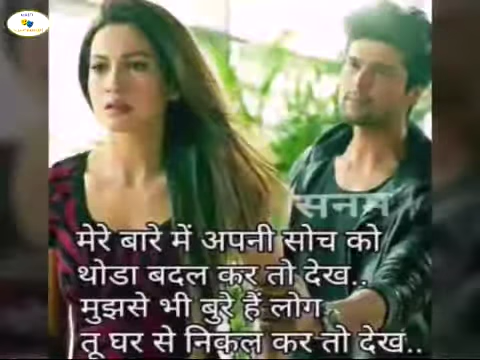 सनम
मेरे बारे में अपनी सोच को
थोडा बदल कर तो देख..
मुझसे भी बुरे हैं लोग
तू घर से निकल कर तो देख..